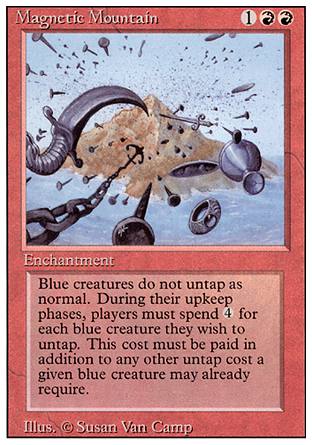 Magnetic Mountain 1
Enchantment
Blue creatures do not untap as
normal. During their upkeep
phases, players must spend 4 for
each blue creature they wish to
untap. This cost must be paid in
addition to any other untap cost a
given blue creature may already
require.
Illus. © Susan Van Camp